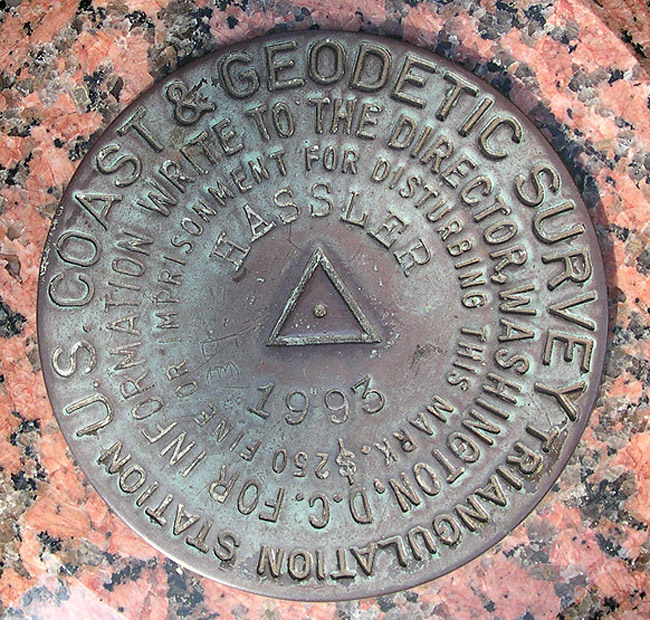 U.S. COAST & GEODETIC SURVEY TRIANGULATION STATION
FOR INFORMATION WRITE TO THE DIRECTOR, WASHINGTON, D.C.
$250 FINE OR IMPRISONMENT FOR DISTURBING THIS MARK.
HASSLER
1993